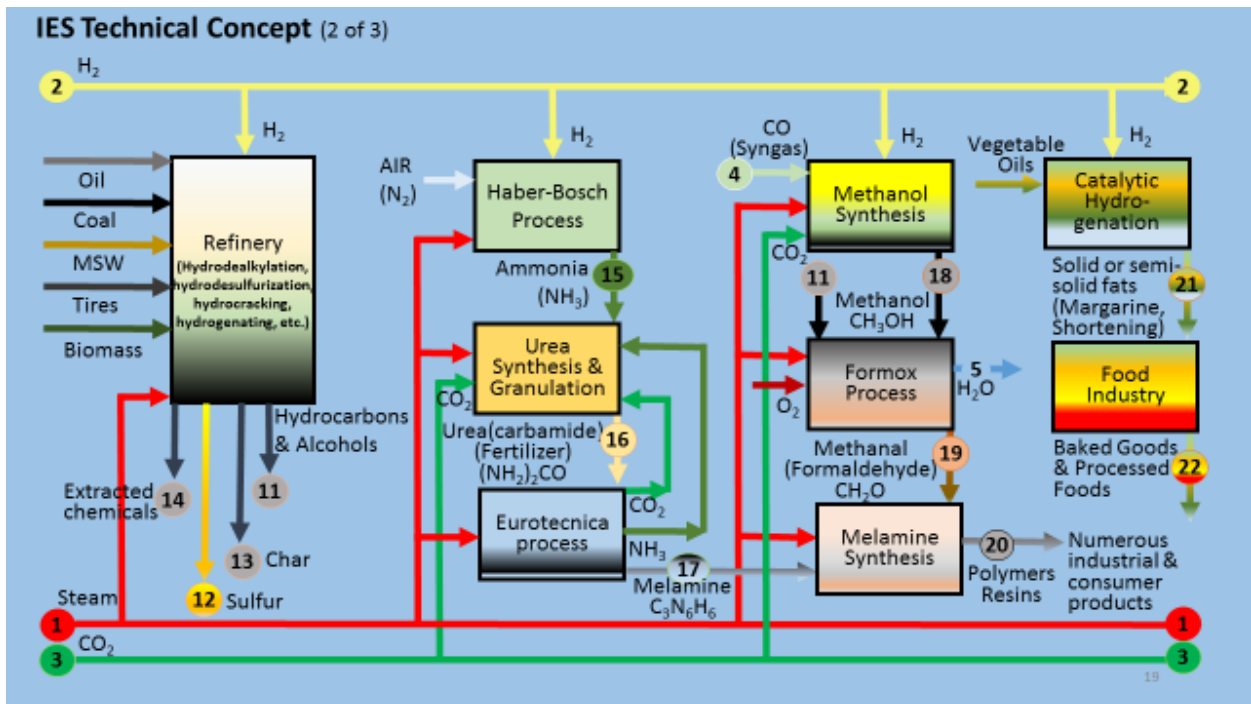 IES Technical Concept (2 of 3)
H₂
2
2
H₂
H₂
H₂
H₂
Oil
Coal
MSW
Tires
Biomass
Refinery
(Hydrodealkylation,
hydrodesulfurization,
hydrocracking,
hydrogenating, etc.)
Hydrocarbons
& Alcohols
Extracted
chemicals
14
11
13
Char
12
Sulfur
AIR
(N₂)
Haber-Bosch
Process
Ammonia
(NH₃)
15
Urea
Synthesis &
Granulation
CO₂
Urea(carbamide)
(Fertilizer)
(NH₂)₂CO
16
CO₂
Eurotecnica
process
NH₃
17
Melamine
C₃N₆H₆
CO
(Syngas)
4
Methanol
Synthesis
CO₂
11
18
Methanol
CH₃OH
Formox
Process
O₂
5
H₂O
Methanal
(Formaldehyde)
CH₂O
19
Melamine
Synthesis
20
Polymers
Resins
Numerous
industrial &
consumer
products
Vegetable
Oils
Catalytic
Hydro-
genation
Solid or semi-
solid fats
(Margarine,
Shortening)
21
Food
Industry
Baked Goods
& Processed
Foods
22
Steam
1
1
CO₂
3
3
19